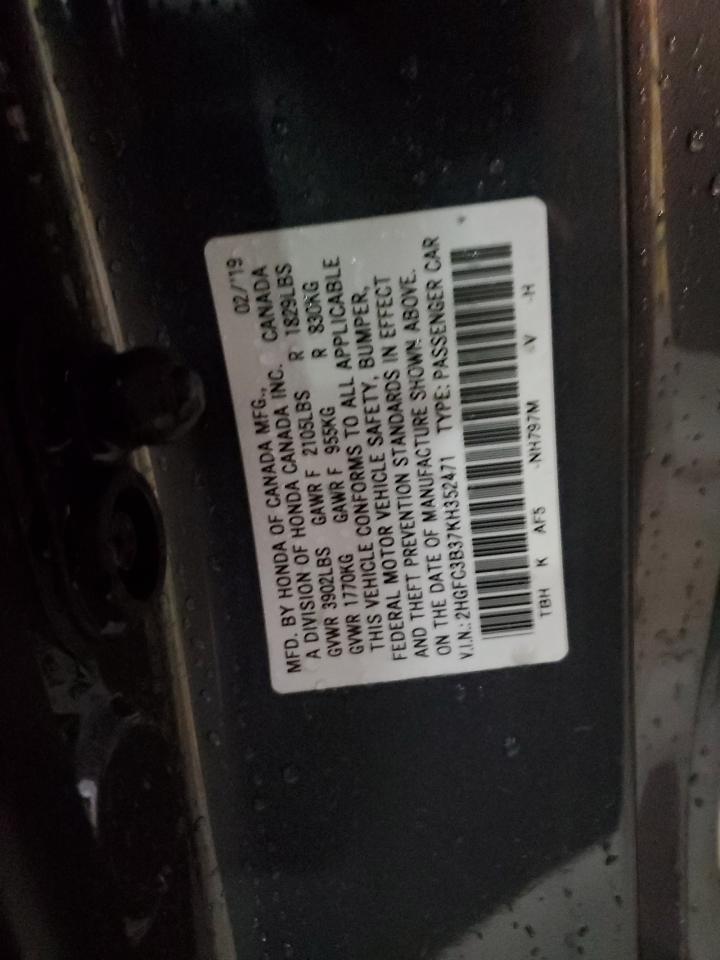 MFD. BY HONDA OF CANADA MFG., 02/'19
A DIVISION OF HONDA CANADA INC. CANADA
GVWR 3902LBS GAWR F 2105LBS R 1829LBS
GVWR 1770KG GAWR F 955KG R 830KG
THIS VEHICLE CONFORMS TO ALL APPLICABLE
FEDERAL MOTOR VEHICLE SAFETY, BUMPER,
AND THEFT PREVENTION STANDARDS IN EFFECT
ON THE DATE OF MANUFACTURE SHOWN ABOVE.
V.I.N.: 2HGFC3B37KH352471 TYPE: PASSENGER CAR
TBH K AF5 -NH797M -V -H